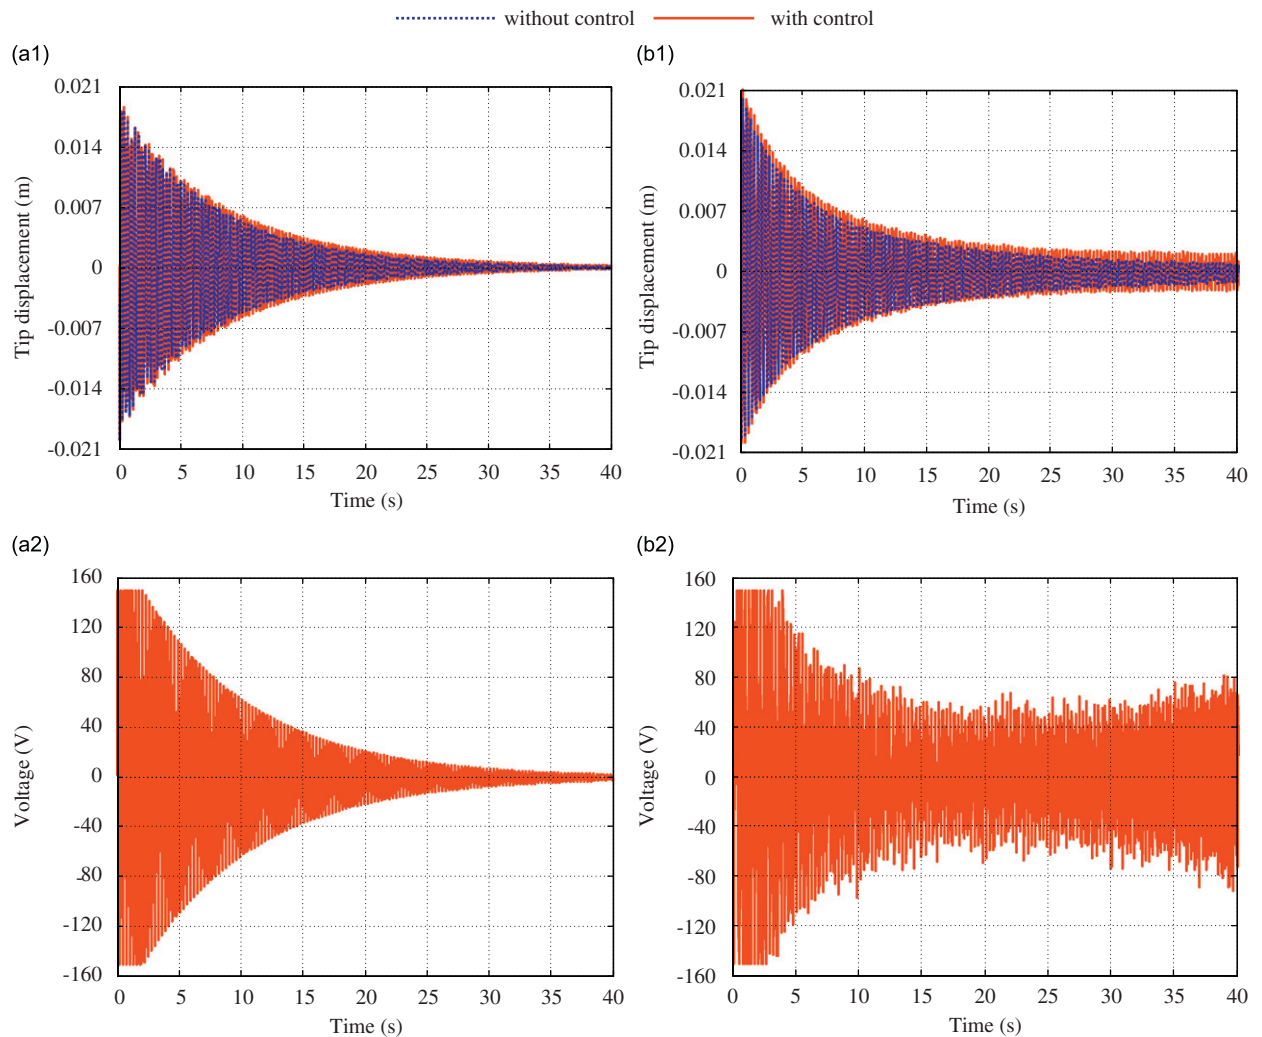 without control with control
(a1)
0.021
0.014
0.007
0
-0.007
-0.014
-0.021
Tip displacement (m)
0 5 10 15 20 25 30 35 40
Time (s)
(b1)
0.021
0.014
0.007
0
-0.007
-0.014
-0.021
Tip displacement (m)
0 5 10 15 20 25 30 35 40
Time (s)
(a2)
160
120
80
40
0
-40
-80
-120
-160
Voltage (V)
0 5 10 15 20 25 30 35 40
Time (s)
(b2)
160
120
80
40
0
-40
-80
-120
-160
Voltage (V)
0 5 10 15 20 25 30 35 40
Time (s)